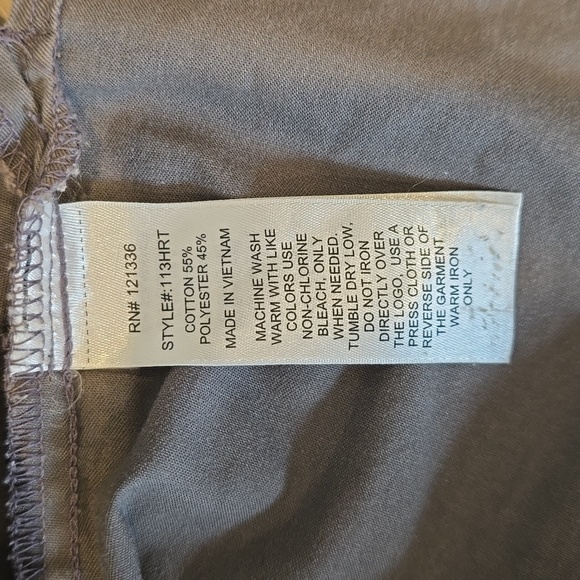 RN# 121336
STYLE#:113HRT
COTTON 55%
POLYESTER 45%
MADE IN VIETNAM
MACHINE WASH
WARM WITH LIKE
COLORS USE
NON-CHLORINE
BLEACH, ONLY
WHEN NEEDED.
TUMBLE DRY LOW,
DO NOT IRON
DIRECTLY OVER
THE LOGO, USE A
PRESS CLOTH OR
REVERSE SIDE OF
THE GARMENT
WARM IRON
ONLY